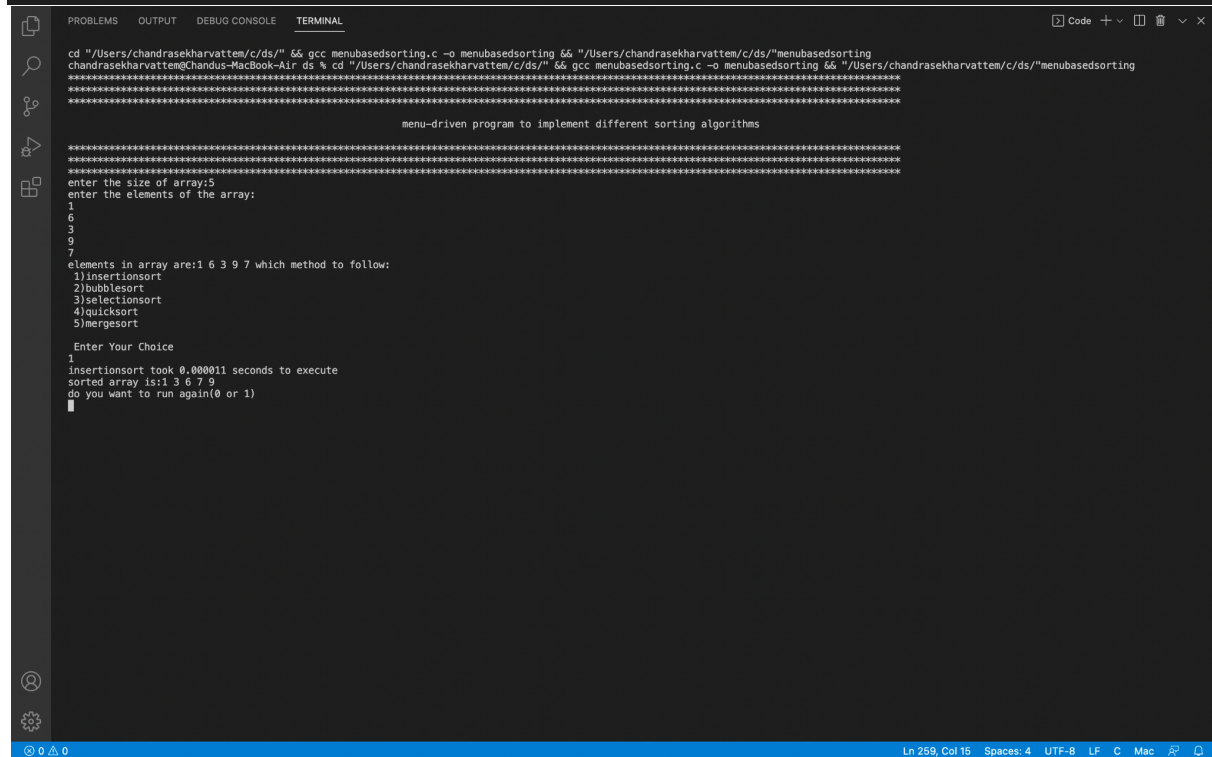 PROBLEMS OUTPUT DEBUG CONSOLE TERMINAL Code
cd "/Users/chandrasekharvattem/c/ds/" && gcc menubasedsorting.c -o menubasedsorting && "/Users/chandrasekharvattem/c/ds/"menubasedsorting
chandrasekharvattem@Chandus-MacBook-Air ds % cd "/Users/chandrasekharvattem/c/ds/" && gcc menubasedsorting.c -o menubasedsorting && "/Users/chandrasekharvattem/c/ds/"menubasedsorting
**********************************************************************************************************************************************
**********************************************************************************************************************************************
**********************************************************************************************************************************************
menu-driven program to implement different sorting algorithms
**********************************************************************************************************************************************
**********************************************************************************************************************************************
**********************************************************************************************************************************************
enter the size of array:5
enter the elements of the array:
1
6
3
9
7
elements in array are:1 6 3 9 7 which method to follow:
1)insertionsort
2)bubblesort
3)selectionsort
4)quicksort
5)mergesort
Enter Your Choice
1
insertionsort took 0.000011 seconds to execute
sorted array is:1 3 6 7 9
do you want to run again(0 or 1)
0 0 Ln 259, Col 15 Spaces: 4 UTF-8 LF C Mac